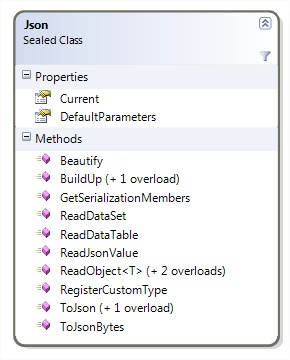 Json
Sealed Class
Properties
Current
DefaultParameters
Methods
Beautify
BuildUp (+ 1 overload)
GetSerializationMembers
ReadDataSet
ReadDataTable
ReadJsonValue
ReadObject<T> (+ 2 overloads)
RegisterCustomType
ToJson (+ 1 overload)
ToJsonBytes